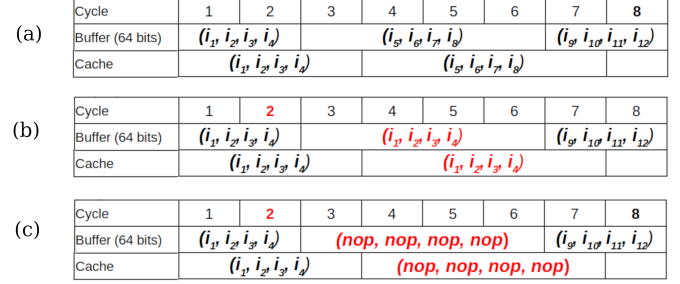 (a)
Cycle 1 2 3 4 5 6 7 8
Buffer (64 bits) (i1, i2, i3, i4) (i5, i6, i7, i8) (i9, i10, i11, i12)
Cache (i1, i2, i3, i4) (i5, i6, i7, i8)
(b)
Cycle 1 2 3 4 5 6 7 8
Buffer (64 bits) (i1, i2, i3, i4) (i1, i2, i3, i4) (i9, i10, i11, i12)
Cache (i1, i2, i3, i4) (i1, i2, i3, i4)
(c)
Cycle 1 2 3 4 5 6 7 8
Buffer (64 bits) (i1, i2, i3, i4) (nop, nop, nop, nop) (i9, i10, i11, i12)
Cache (i1, i2, i3, i4) (nop, nop, nop, nop)